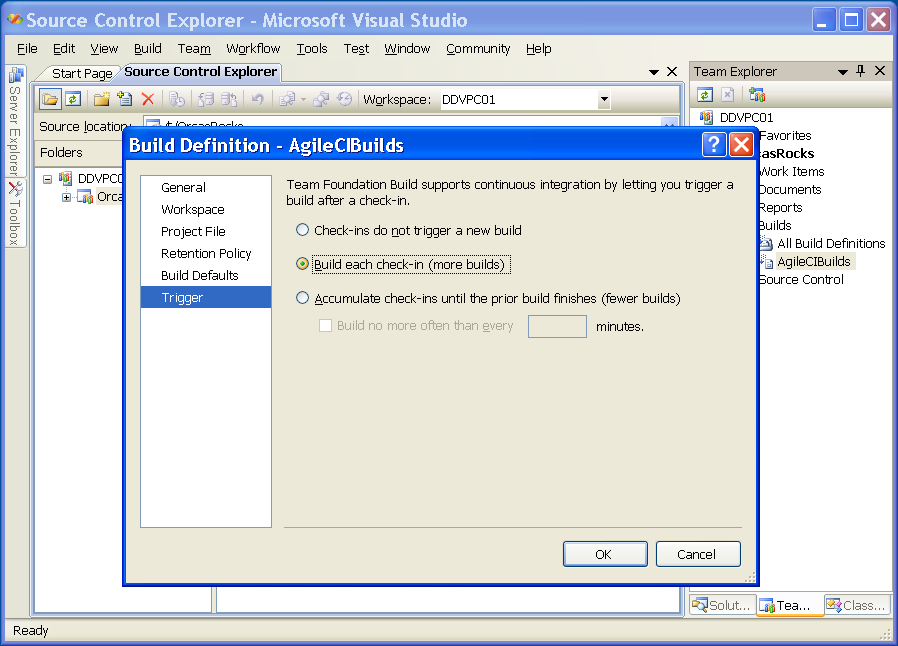 Source Control Explorer - Microsoft Visual Studio
File Edit View Build Team Workflow Tools Test Window Community Help
Start Page Source Control Explorer
Workspace: DDVPC01
Source location:
Folders
DDVPC0
Orca
Server Explorer
Toolbox
Build Definition - AgileCIBuilds
General
Workspace
Project File
Retention Policy
Build Defaults
Trigger
Team Foundation Build supports continuous integration by letting you trigger a
build after a check-in.
Check-ins do not trigger a new build
Build each check-in (more builds)
Accumulate check-ins until the prior build finishes (fewer builds)
Build no more often than every minutes.
OK Cancel
Team Explorer
DDVPC01
Favorites
casRocks
Work Items
Documents
Reports
Builds
All Build Definitions
AgileCIBuilds
Source Control
Solut... Tea... Class...
Ready